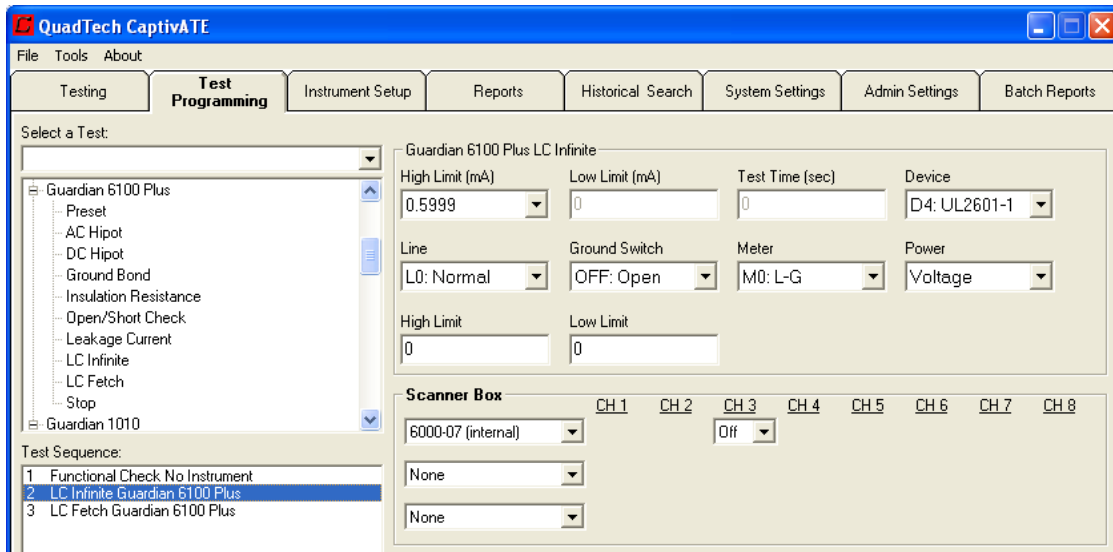 QuadTech CaptivATE
File Tools About
Testing Test Programming Instrument Setup Reports Historical Search System Settings Admin Settings Batch Reports
Select a Test:
Guardian 6100 Plus
Preset
AC Hipot
DC Hipot
Ground Bond
Insulation Resistance
Open/Short Check
Leakage Current
LC Infinite
LC Fetch
Stop
Guardian 1010
Test Sequence:
1 Functional Check No Instrument
2 LC Infinite Guardian 6100 Plus
3 LC Fetch Guardian 6100 Plus
Guardian 6100 Plus LC Infinite
High Limit (mA) Low Limit (mA) Test Time (sec) Device
0.5999 0 0 D4: UL2601-1
Line Ground Switch Meter Power
L0: Normal OFF: Open M0: L-G Voltage
High Limit Low Limit
0 0
Scanner Box CH 1 CH 2 CH 3 CH 4 CH 5 CH 6 CH 7 CH 8
6000-07 (internal) Off
None
None